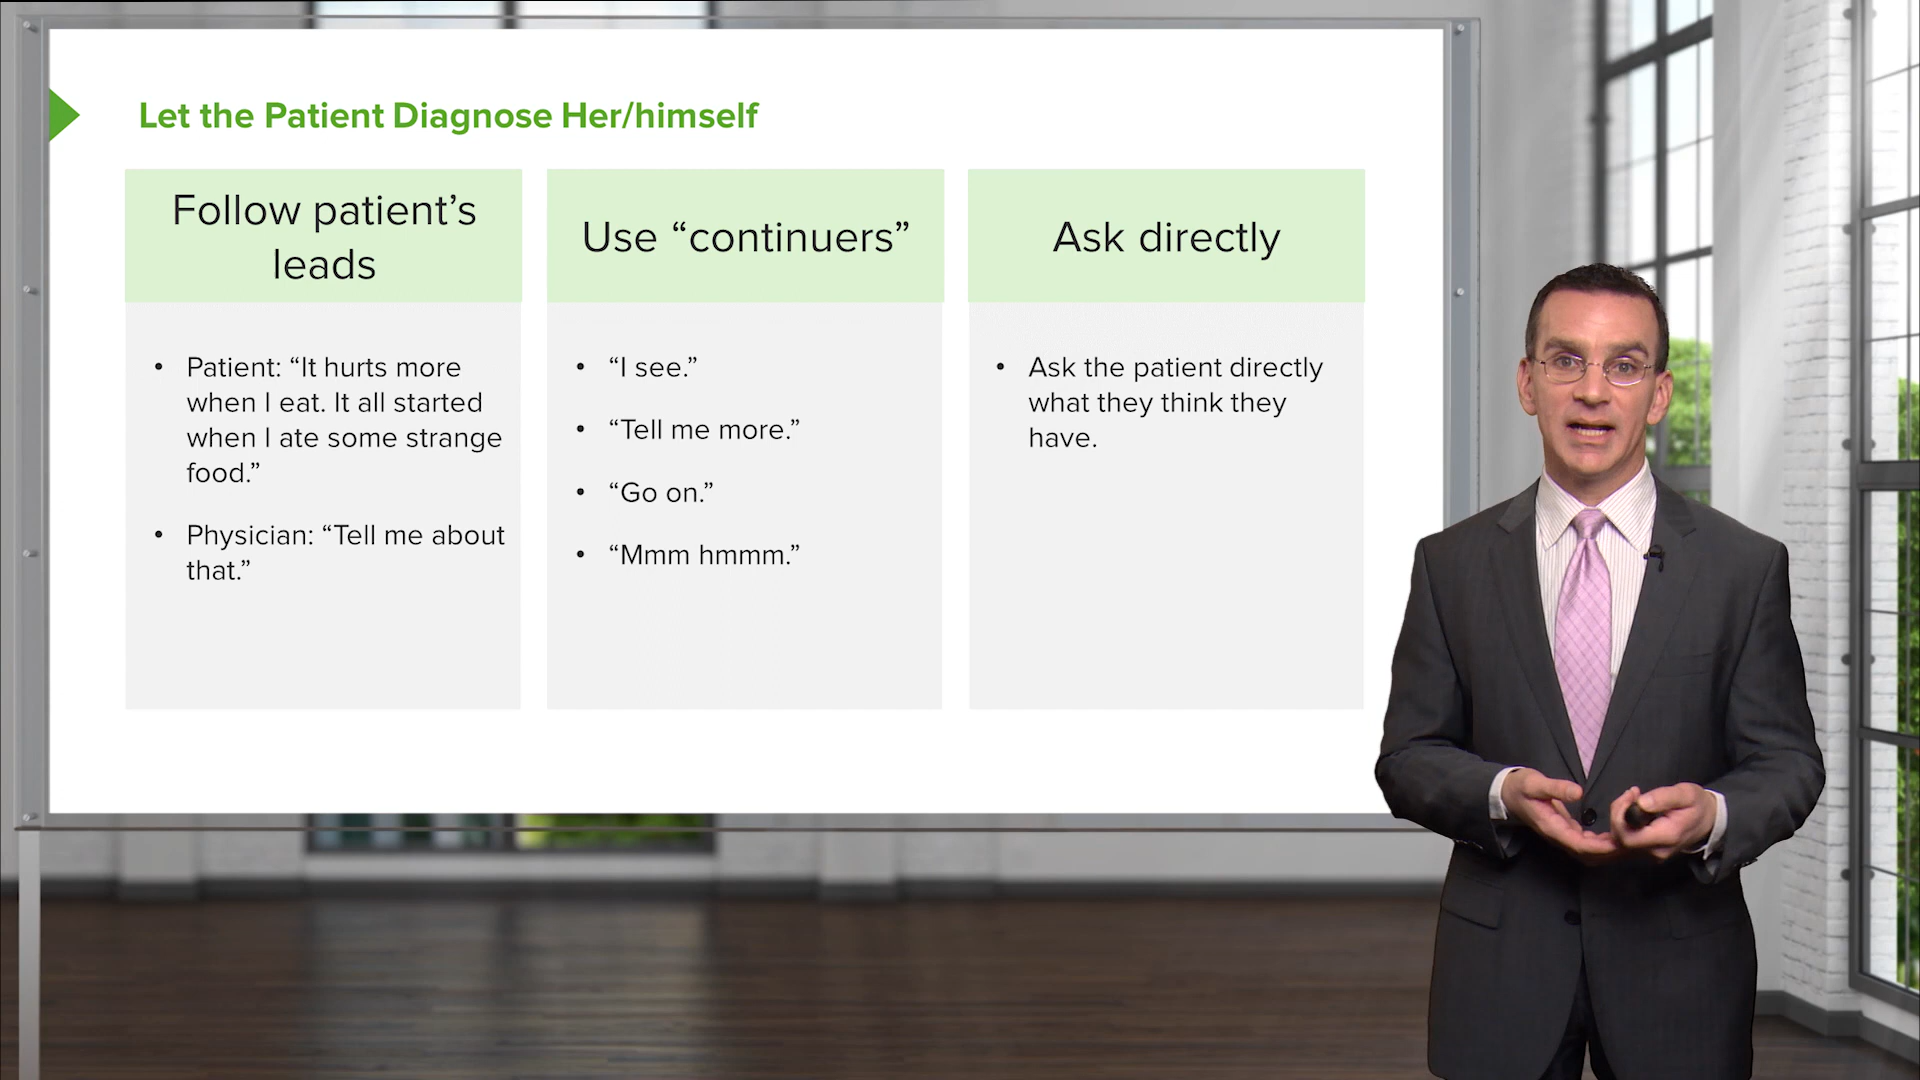 Let the Patient Diagnose Her/himself
Follow patient’s
leads
• Patient: “It hurts more
when I eat. It all started
when I ate some strange
food.”
• Physician: “Tell me about
that.”
Use “continuers”
• “I see.”
• “Tell me more.”
• “Go on.”
• “Mmm hmmm.”
Ask directly
• Ask the patient directly
what they think they
have.